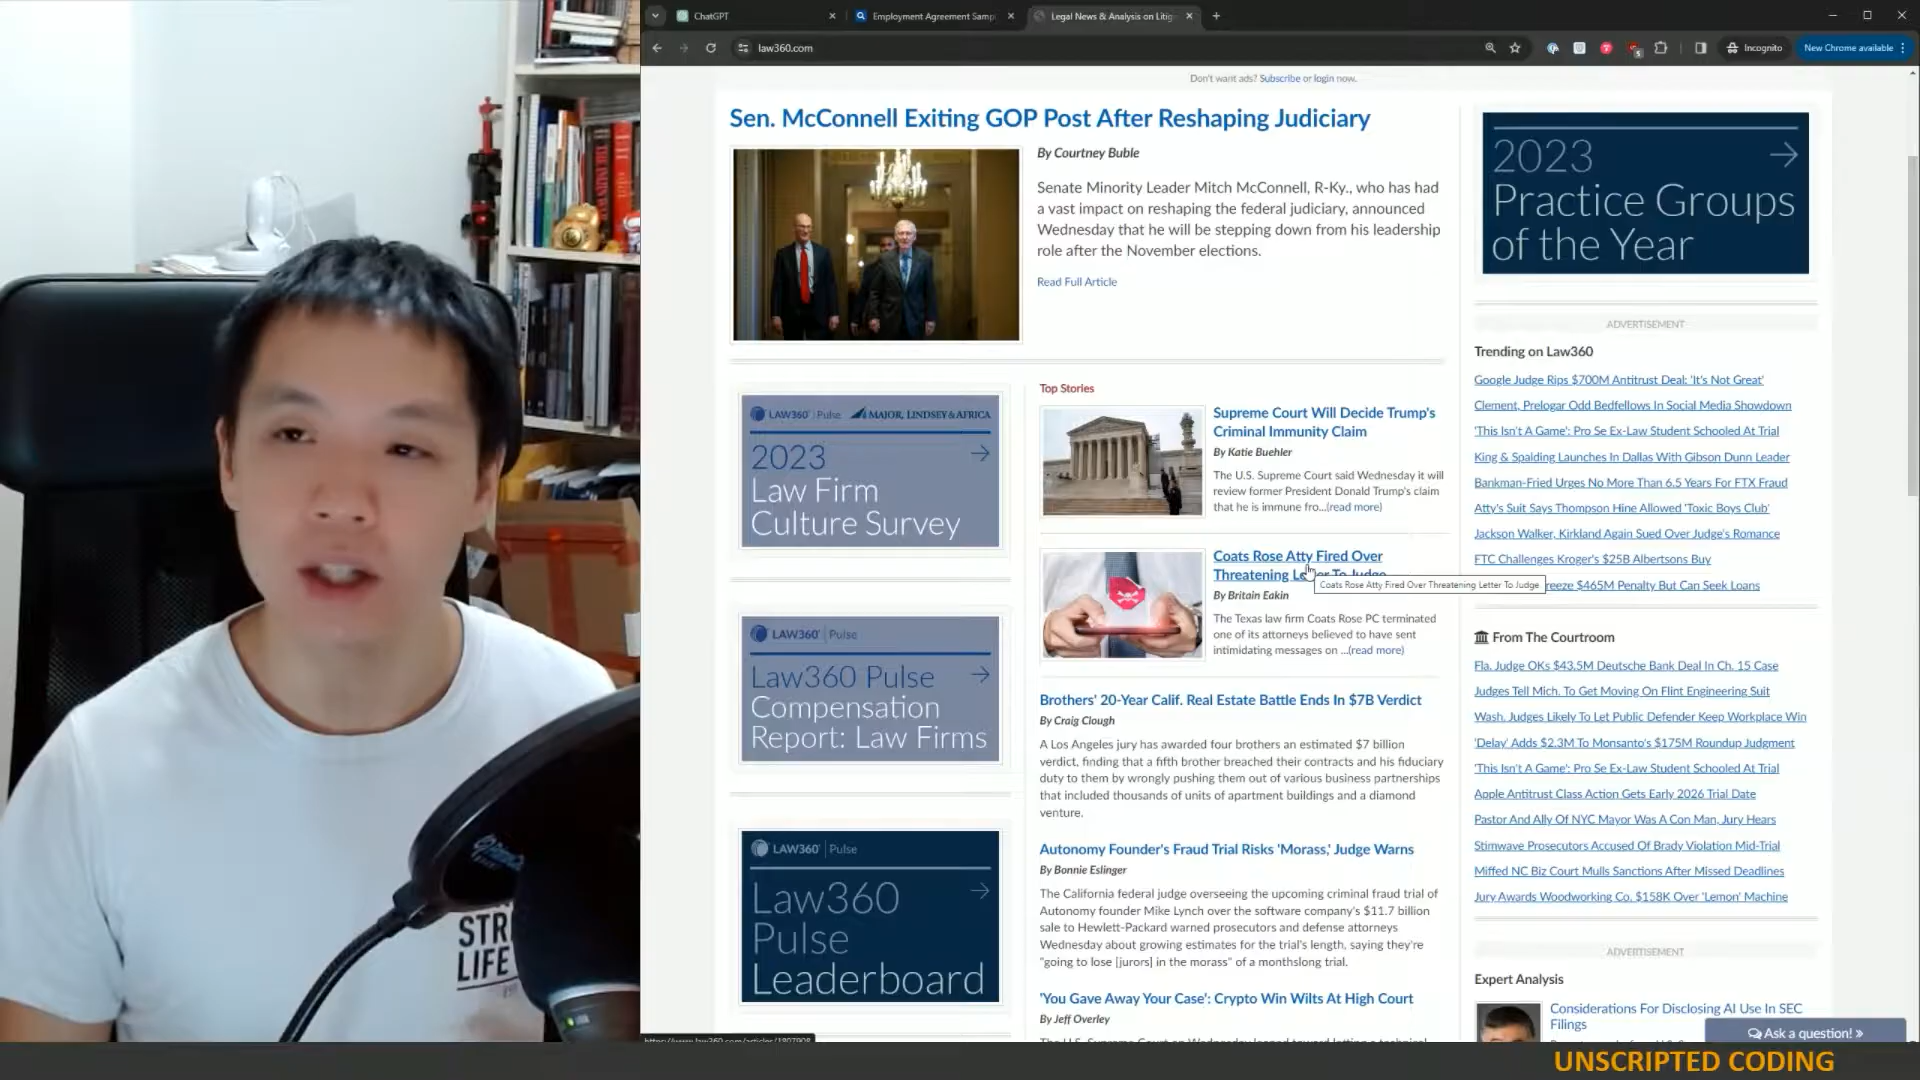 ChatGPT
Employment Agreement Samp
Legal News & Analysis on Litig
law360.com
Incognito
New Chrome available
Don't want ads? Subscribe or login now.
Sen. McConnell Exiting GOP Post After Reshaping Judiciary
By Courtney Buble
Senate Minority Leader Mitch McConnell, R-Ky., who has had
a vast impact on reshaping the federal judiciary, announced
Wednesday that he will be stepping down from his leadership
role after the November elections.
Read Full Article
LAW360 Pulse MAJOR, LINDSEY & AFRICA
2023
Law Firm
Culture Survey
LAW360 Pulse
Law360 Pulse
Compensation
Report: Law Firms
LAW360 Pulse
Law360
Pulse
Leaderboard
Top Stories
Supreme Court Will Decide Trump's
Criminal Immunity Claim
By Katie Buehler
The U.S. Supreme Court said Wednesday it will
review former President Donald Trump's claim
that he is immune fro...(read more)
Coats Rose Atty Fired Over
Threatening Letter To Judge
Coats Rose Atty Fired Over Threatening Letter To Judge
By Britain Eakin
The Texas law firm Coats Rose PC terminated
one of its attorneys believed to have sent
intimidating messages on ...(read more)
Brothers' 20-Year Calif. Real Estate Battle Ends In $7B Verdict
By Craig Clough
A Los Angeles jury has awarded four brothers an estimated $7 billion
verdict, finding that a fifth brother breached their contracts and his fiduciary
duty to them by wrongly pushing them out of various business partnerships
that included thousands of units of apartment buildings and a diamond
venture.
Autonomy Founder's Fraud Trial Risks 'Morass,' Judge Warns
By Bonnie Eslinger
The California federal judge overseeing the upcoming criminal fraud trial of
Autonomy founder Mike Lynch over the software company's $11.7 billion
sale to Hewlett-Packard warned prosecutors and defense attorneys
Wednesday about growing estimates for the trial's length, saying they're
"going to lose [jurors] in the morass" of a monthslong trial.
'You Gave Away Your Case': Crypto Win Wilts At High Court
By Jeff Overley
2023
Practice Groups
of the Year
ADVERTISEMENT
Trending on Law360
Google Judge Rips $700M Antitrust Deal: 'It's Not Great'
Clement, Prelogar Odd Bedfellows In Social Media Showdown
'This Isn't A Game': Pro Se Ex-Law Student Schooled At Trial
King & Spalding Launches In Dallas With Gibson Dunn Leader
Bankman-Fried Urges No More Than 6.5 Years For FTX Fraud
Atty's Suit Says Thompson Hine Allowed 'Toxic Boys Club'
Jackson Walker, Kirkland Again Sued Over Judge's Romance
FTC Challenges Kroger's $25B Albertsons Buy
reeze $465M Penalty But Can Seek Loans
From The Courtroom
Fla. Judge OKs $43.5M Deutsche Bank Deal In Ch. 15 Case
Judges Tell Mich. To Get Moving On Flint Engineering Suit
Wash. Judges Likely To Let Public Defender Keep Workplace Win
'Delay' Adds $2.3M To Monsanto's $175M Roundup Judgment
'This Isn't A Game': Pro Se Ex-Law Student Schooled At Trial
Apple Antitrust Class Action Gets Early 2026 Trial Date
Pastor And Ally Of NYC Mayor Was A Con Man, Jury Hears
Stimwave Prosecutors Accused Of Brady Violation Mid-Trial
Miffed NC Biz Court Mulls Sanctions After Missed Deadlines
Jury Awards Woodworking Co. $158K Over 'Lemon' Machine
ADVERTISEMENT
Expert Analysis
Considerations For Disclosing AI Use In SEC
Filings
Ask a question! »
STR
LIFE
UNSCRIPTED CODING